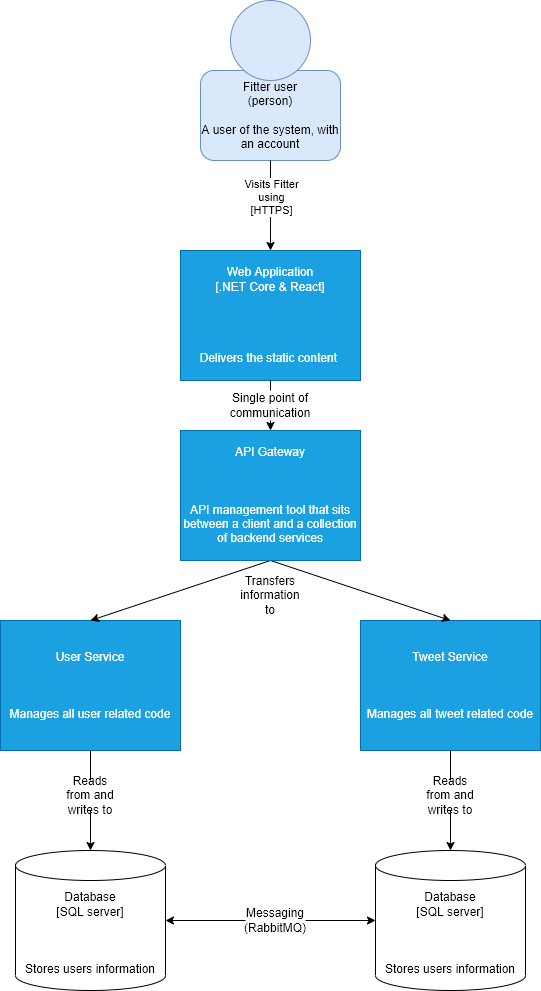 Fitter user
(person)
A user of the system, with
an account
Visits Fitter
using
[HTTPS]
Web Application
[.NET Core & React]
Delivers the static content
Single point of
communication
API Gateway
API management tool that sits
between a client and a collection
of backend services
Transfers
information
to
User Service
Manages all user related code
Tweet Service
Manages all tweet related code
Reads
from and
writes to
Reads
from and
writes to
Database
[SQL server]
Stores users information
Messaging
(RabbitMQ)
Database
[SQL server]
Stores users information